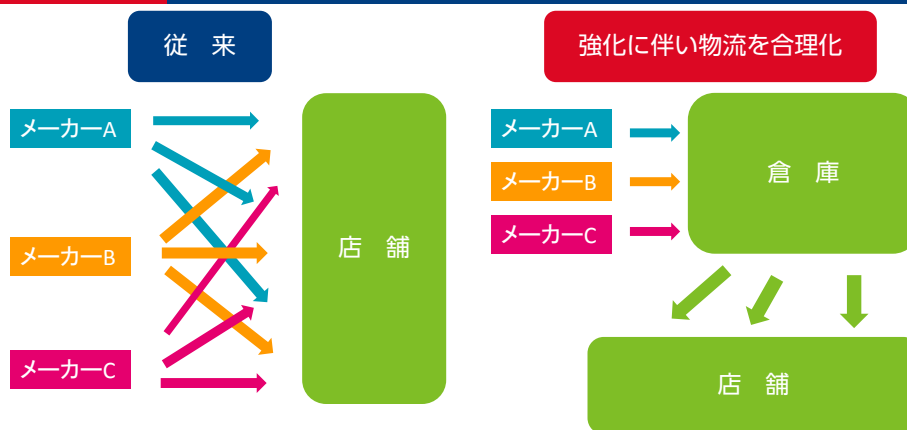 従 来
メーカーA
メーカーB
メーカーC
店 舗
強化に伴い物流を合理化
メーカーA
メーカーB
メーカーC
倉 庫
店 舗